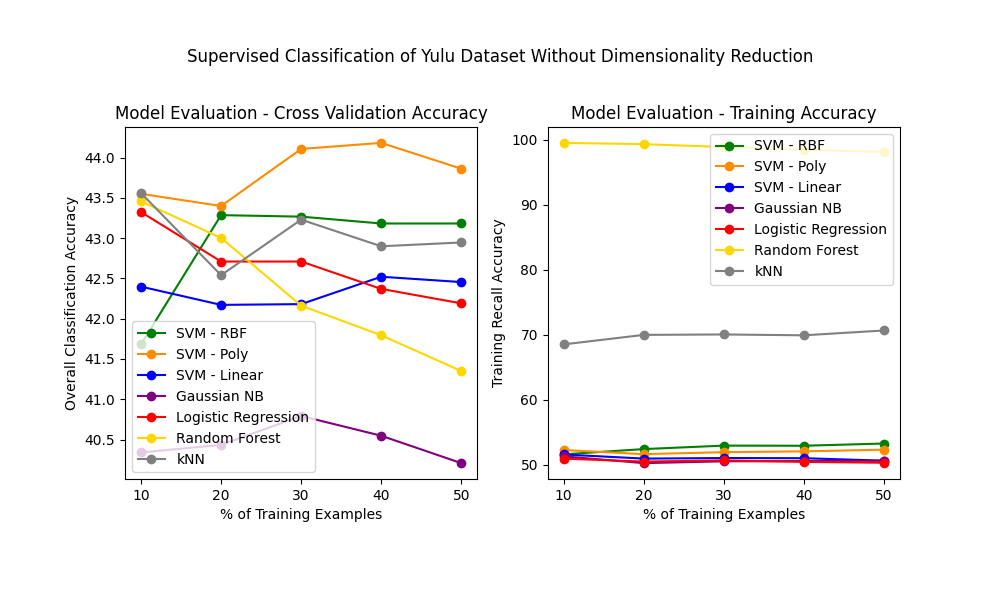 Supervised Classification of Yulu Dataset Without Dimensionality Reduction
Model Evaluation - Cross Validation Accuracy
Overall Classification Accuracy
44.0
43.5
43.0
42.5
42.0
41.5
41.0
40.5
SVM - RBF
SVM - Poly
SVM - Linear
Gaussian NB
Logistic Regression
Random Forest
kNN
10 20 30 40 50
% of Training Examples
Model Evaluation - Training Accuracy
Training Recall Accuracy
100
90
80
70
60
50
SVM - RBF
SVM - Poly
SVM - Linear
Gaussian NB
Logistic Regression
Random Forest
kNN
10 20 30 40 50
% of Training Examples